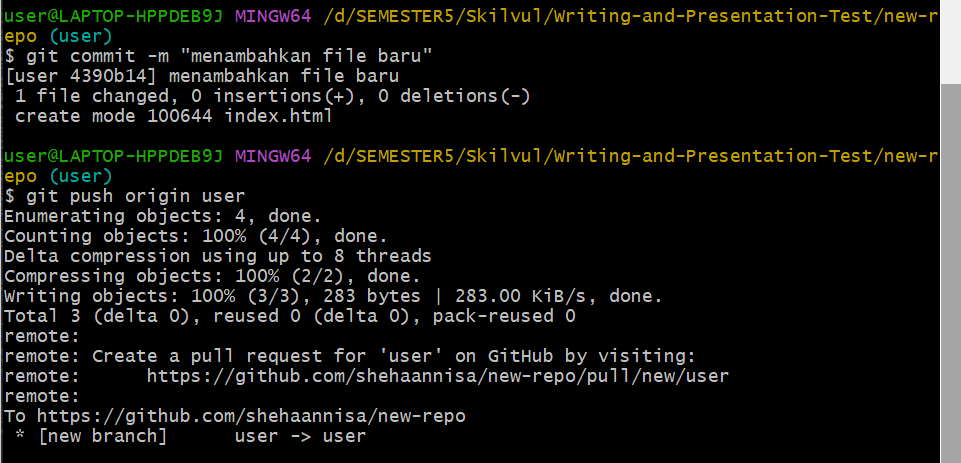 user@LAPTOP-HPPDEB9J MINGW64 /d/SEMESTER5/Skilvul/Writing-and-Presentation-Test/new-r
epo (user)
$ git commit -m "menambahkan file baru"
[user 4390b14] menambahkan file baru
 1 file changed, 0 insertions(+), 0 deletions(-)
 create mode 100644 index.html

user@LAPTOP-HPPDEB9J MINGW64 /d/SEMESTER5/Skilvul/Writing-and-Presentation-Test/new-r
epo (user)
$ git push origin user
Enumerating objects: 4, done.
Counting objects: 100% (4/4), done.
Delta compression using up to 8 threads
Compressing objects: 100% (2/2), done.
Writing objects: 100% (3/3), 283 bytes | 283.00 KiB/s, done.
Total 3 (delta 0), reused 0 (delta 0), pack-reused 0
remote:
remote: Create a pull request for 'user' on GitHub by visiting:
remote:      https://github.com/shehaannisa/new-repo/pull/new/user
remote:
To https://github.com/shehaannisa/new-repo
 * [new branch]      user -> user